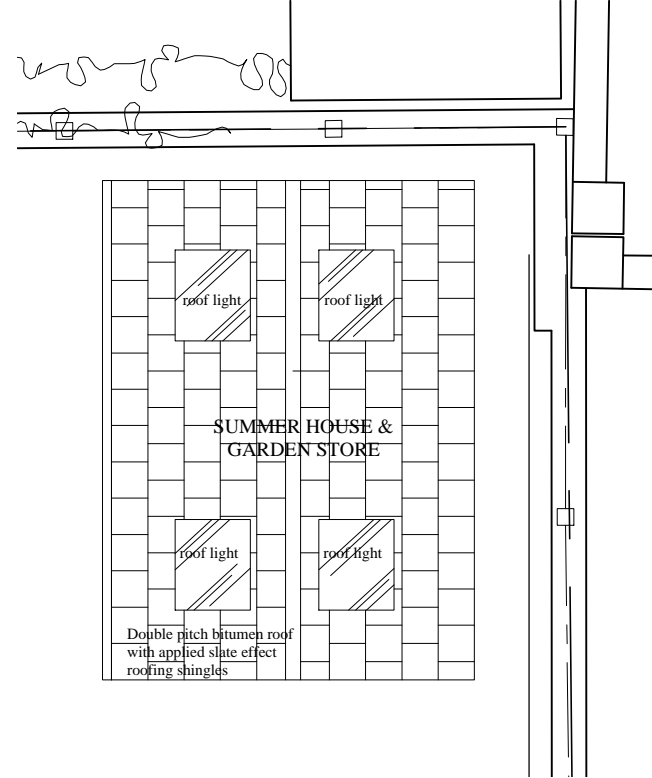 roof light
roof light
SUMMER HOUSE &
GARDEN STORE
roof light
roof light
Double pitch bitumen roof
with applied slate effect
roofing shingles